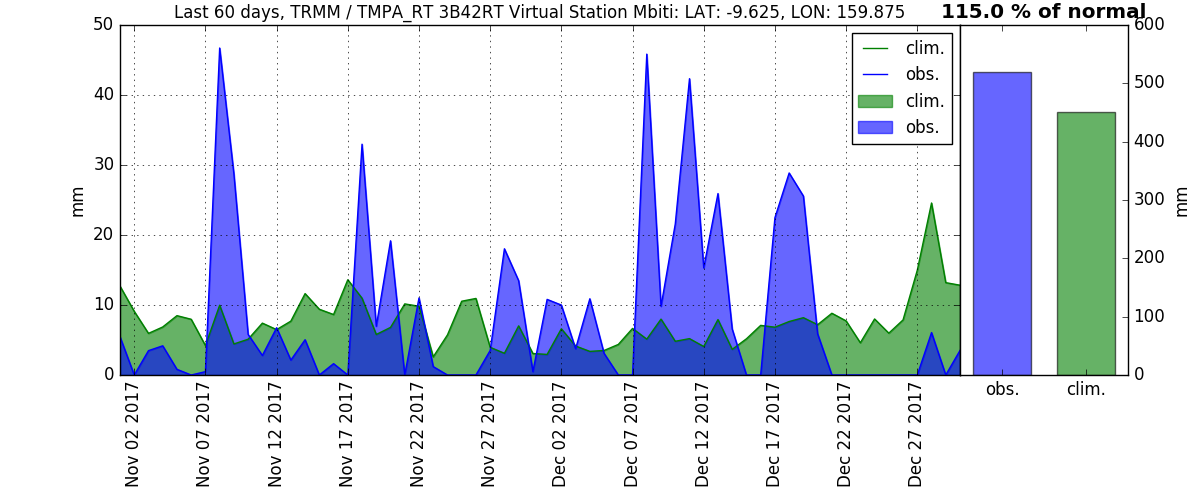 Last 60 days, TRMM / TMPA_RT 3B42RT Virtual Station Mbiti: LAT: -9.625, LON: 159.875
115.0 % of normal
50
40
30
20
10
0
mm
clim.
obs.
clim.
obs.
Nov 02 2017
Nov 07 2017
Nov 12 2017
Nov 17 2017
Nov 22 2017
Nov 27 2017
Dec 02 2017
Dec 07 2017
Dec 12 2017
Dec 17 2017
Dec 22 2017
Dec 27 2017
obs.
clim.
600
500
400
300
200
100
0
mm